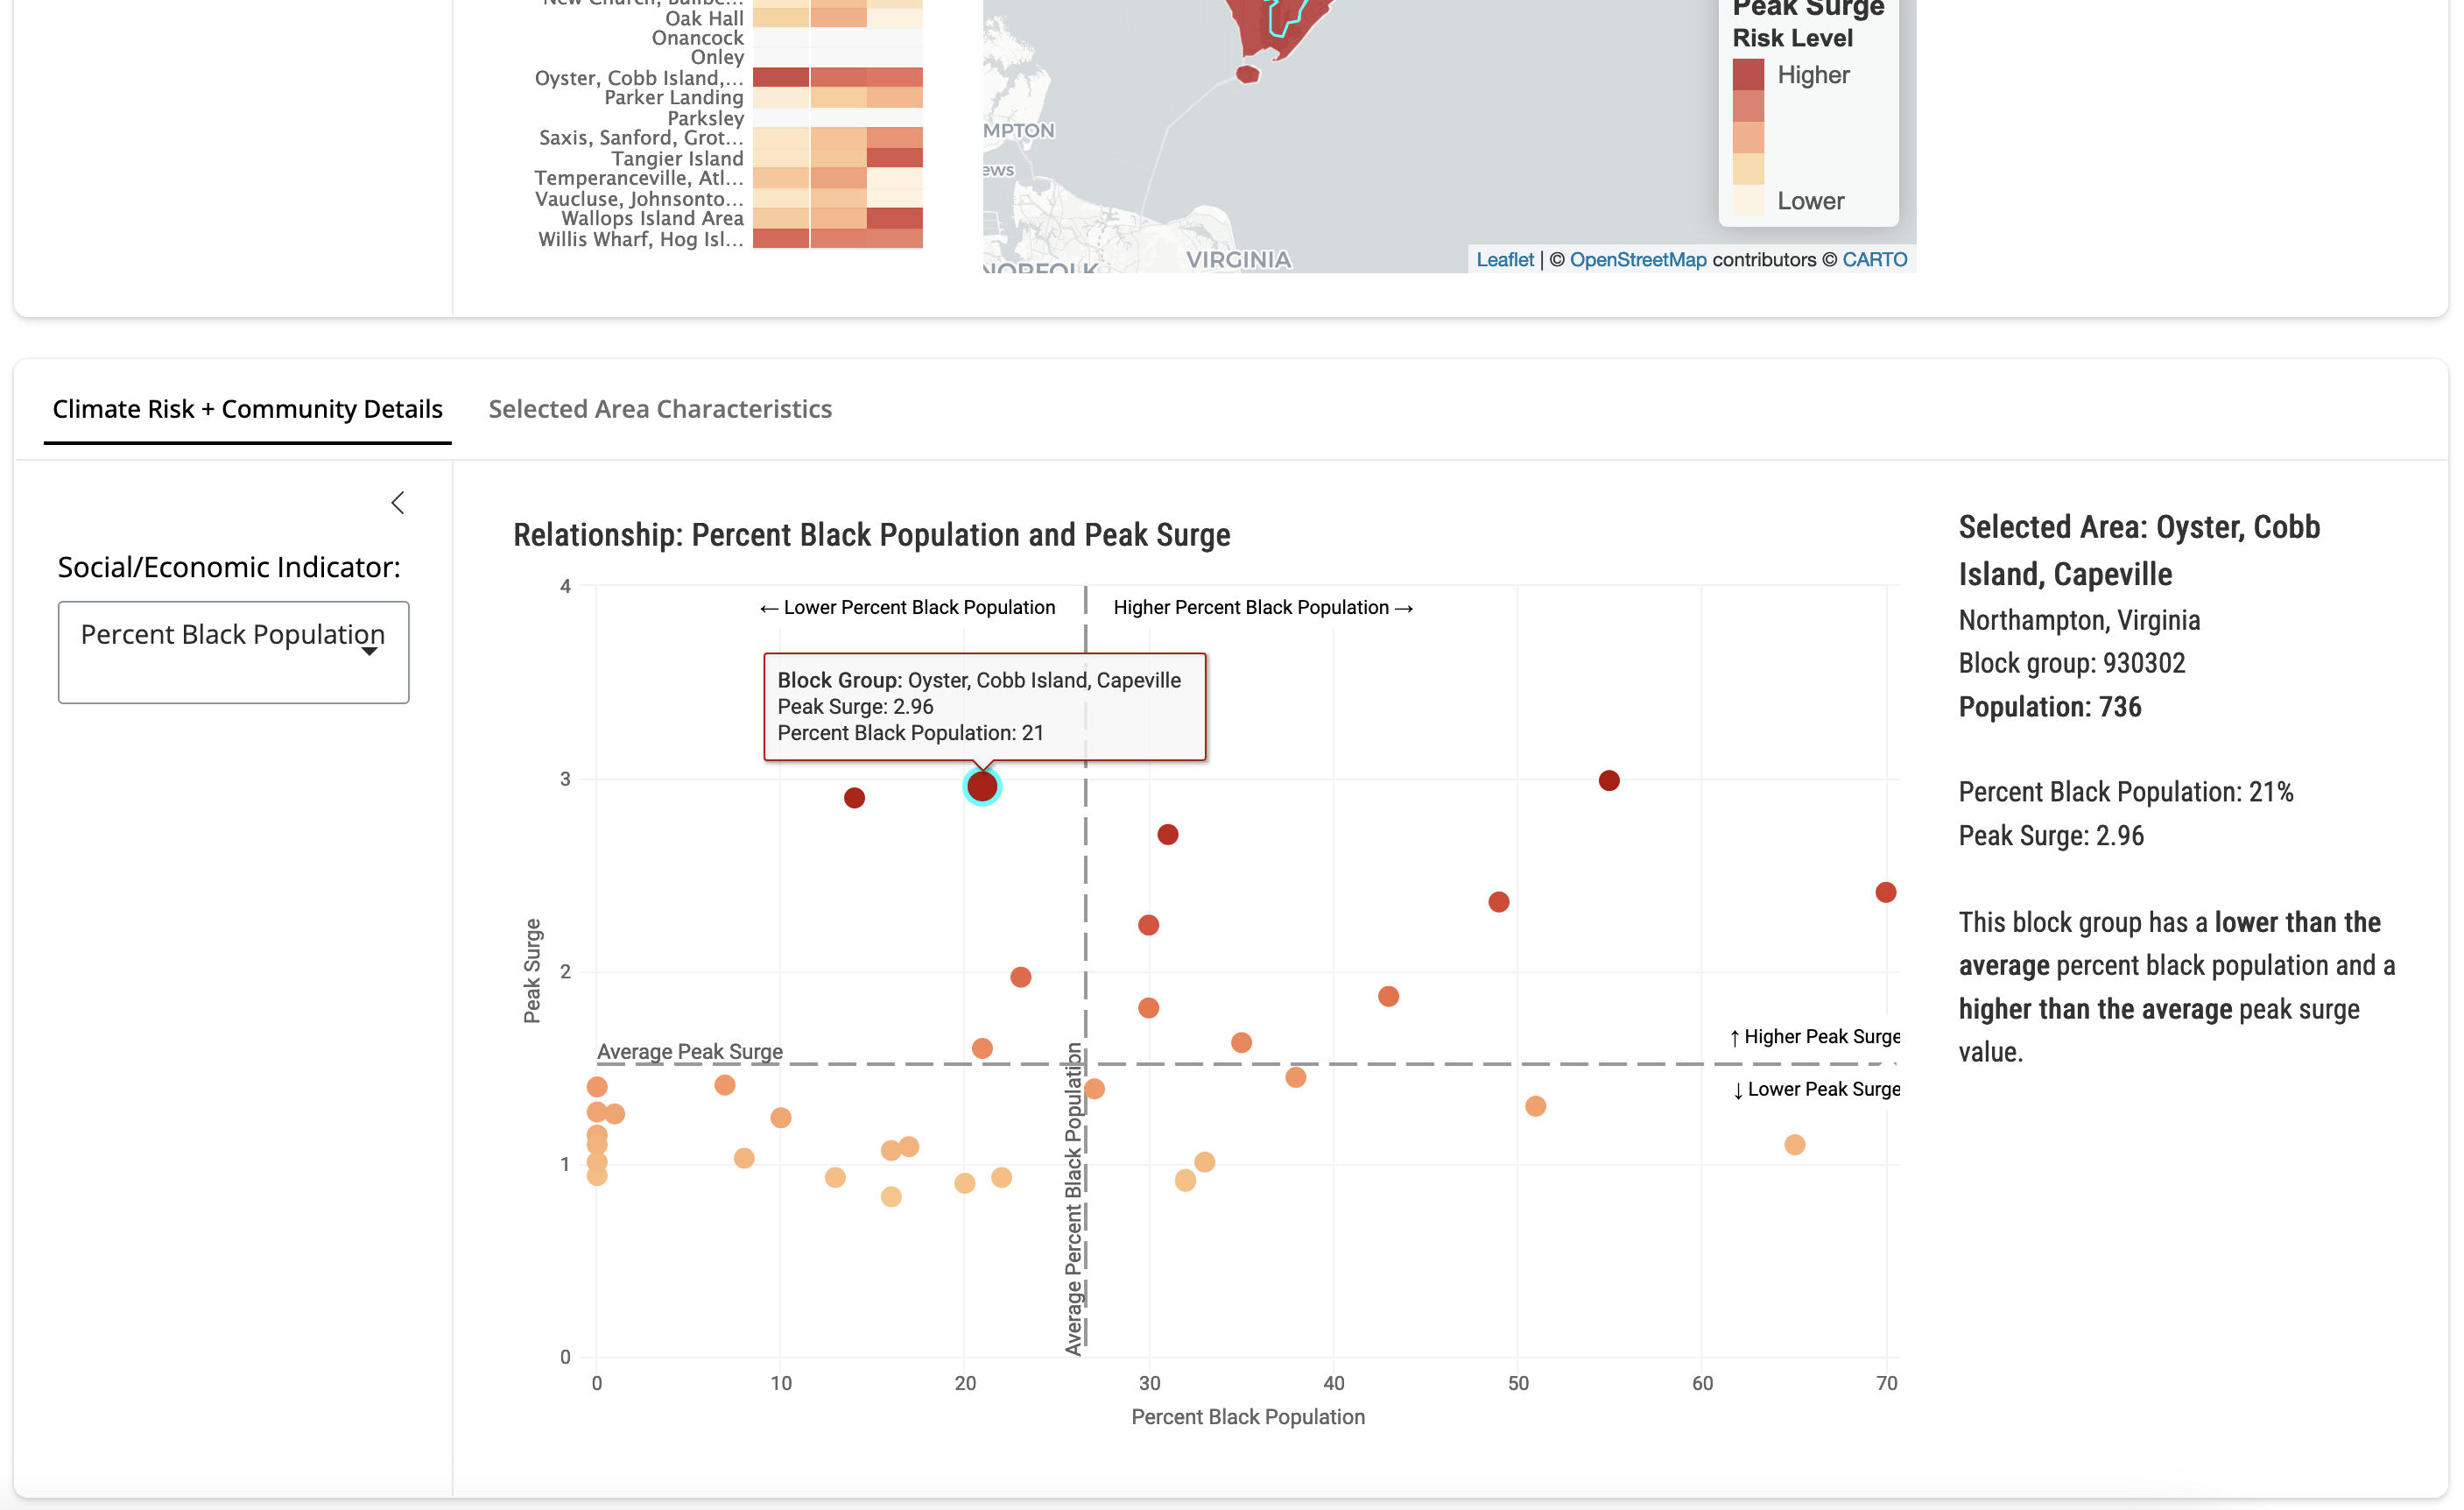 New Church, Bullbe...
Oak Hall
Onancock
Onley
Oyster, Cobb Island,...
Parker Landing
Parksley
Saxis, Sanford, Grot...
Tangier Island
Temperanceville, Atl...
Vaucluse, Johnsonto...
Wallops Island Area
Willis Wharf, Hog Isl...
MPTON
ews
NORFOLK
VIRGINIA
Peak Surge
Risk Level
Higher
Lower
Leaflet | © OpenStreetMap contributors © CARTO
Climate Risk + Community Details
Selected Area Characteristics
Social/Economic Indicator:
Percent Black Population
Relationship: Percent Black Population and Peak Surge
← Lower Percent Black Population
Higher Percent Black Population →
Block Group: Oyster, Cobb Island, Capeville
Peak Surge: 2.96
Percent Black Population: 21
Peak Surge
4
3
2
1
0
Average Peak Surge
↑ Higher Peak Surge
↓ Lower Peak Surge
Average Percent Black Population
0
10
20
30
40
50
60
70
Percent Black Population
Selected Area: Oyster, Cobb
Island, Capeville
Northampton, Virginia
Block group: 930302
Population: 736
Percent Black Population: 21%
Peak Surge: 2.96
This block group has a lower than the
average percent black population and a
higher than the average peak surge
value.